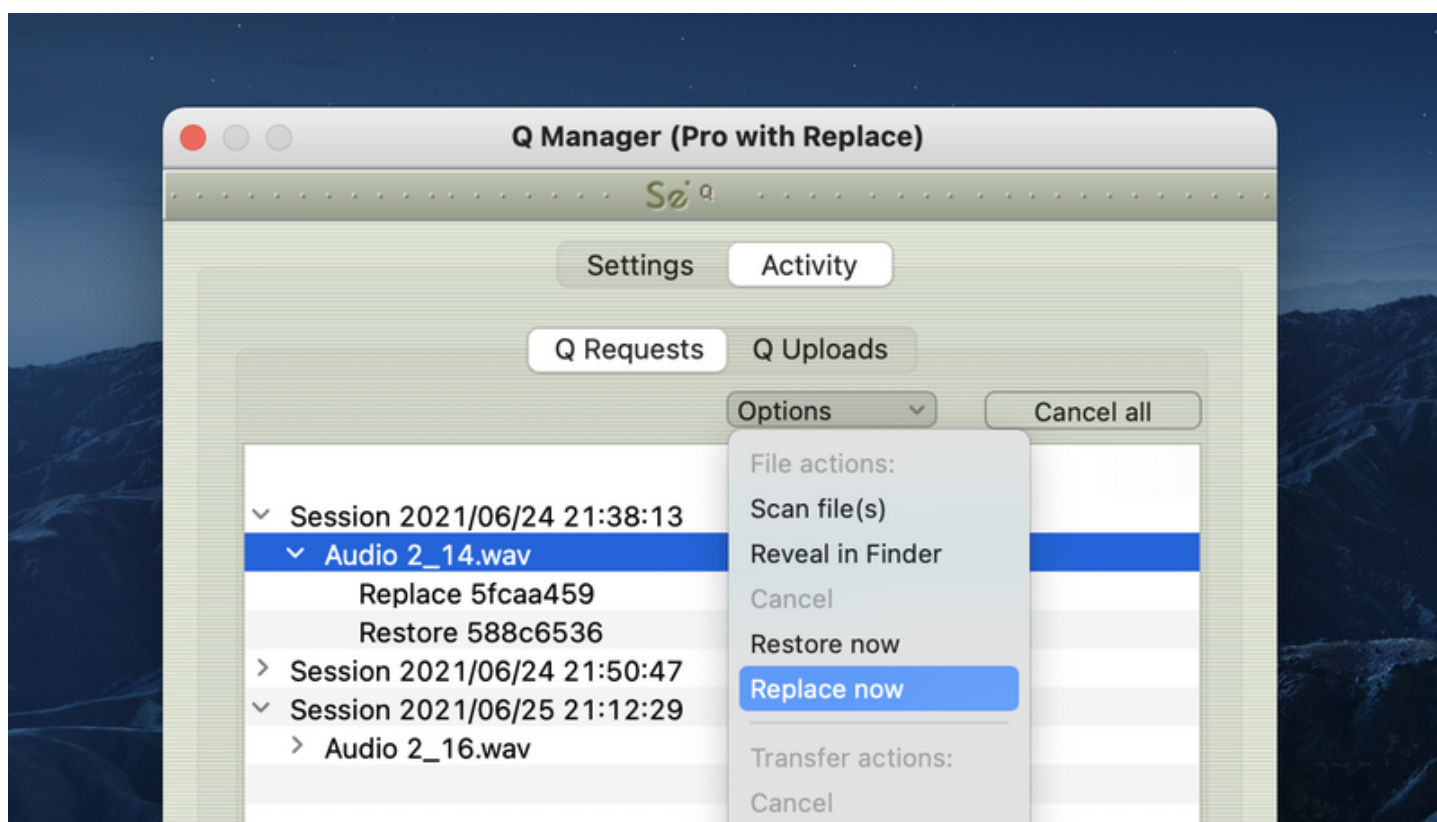 Q Manager (Pro with Replace)
Se Q
Settings Activity
Q Requests Q Uploads
Options Cancel all
File actions:
Session 2021/06/24 21:38:13 Scan file(s)
Audio 2_14.wav Reveal in Finder
Replace 5fcaa459 Cancel
Restore 588c6536 Restore now
Session 2021/06/24 21:50:47 Replace now
Session 2021/06/25 21:12:29
Audio 2_16.wav Transfer actions:
Cancel